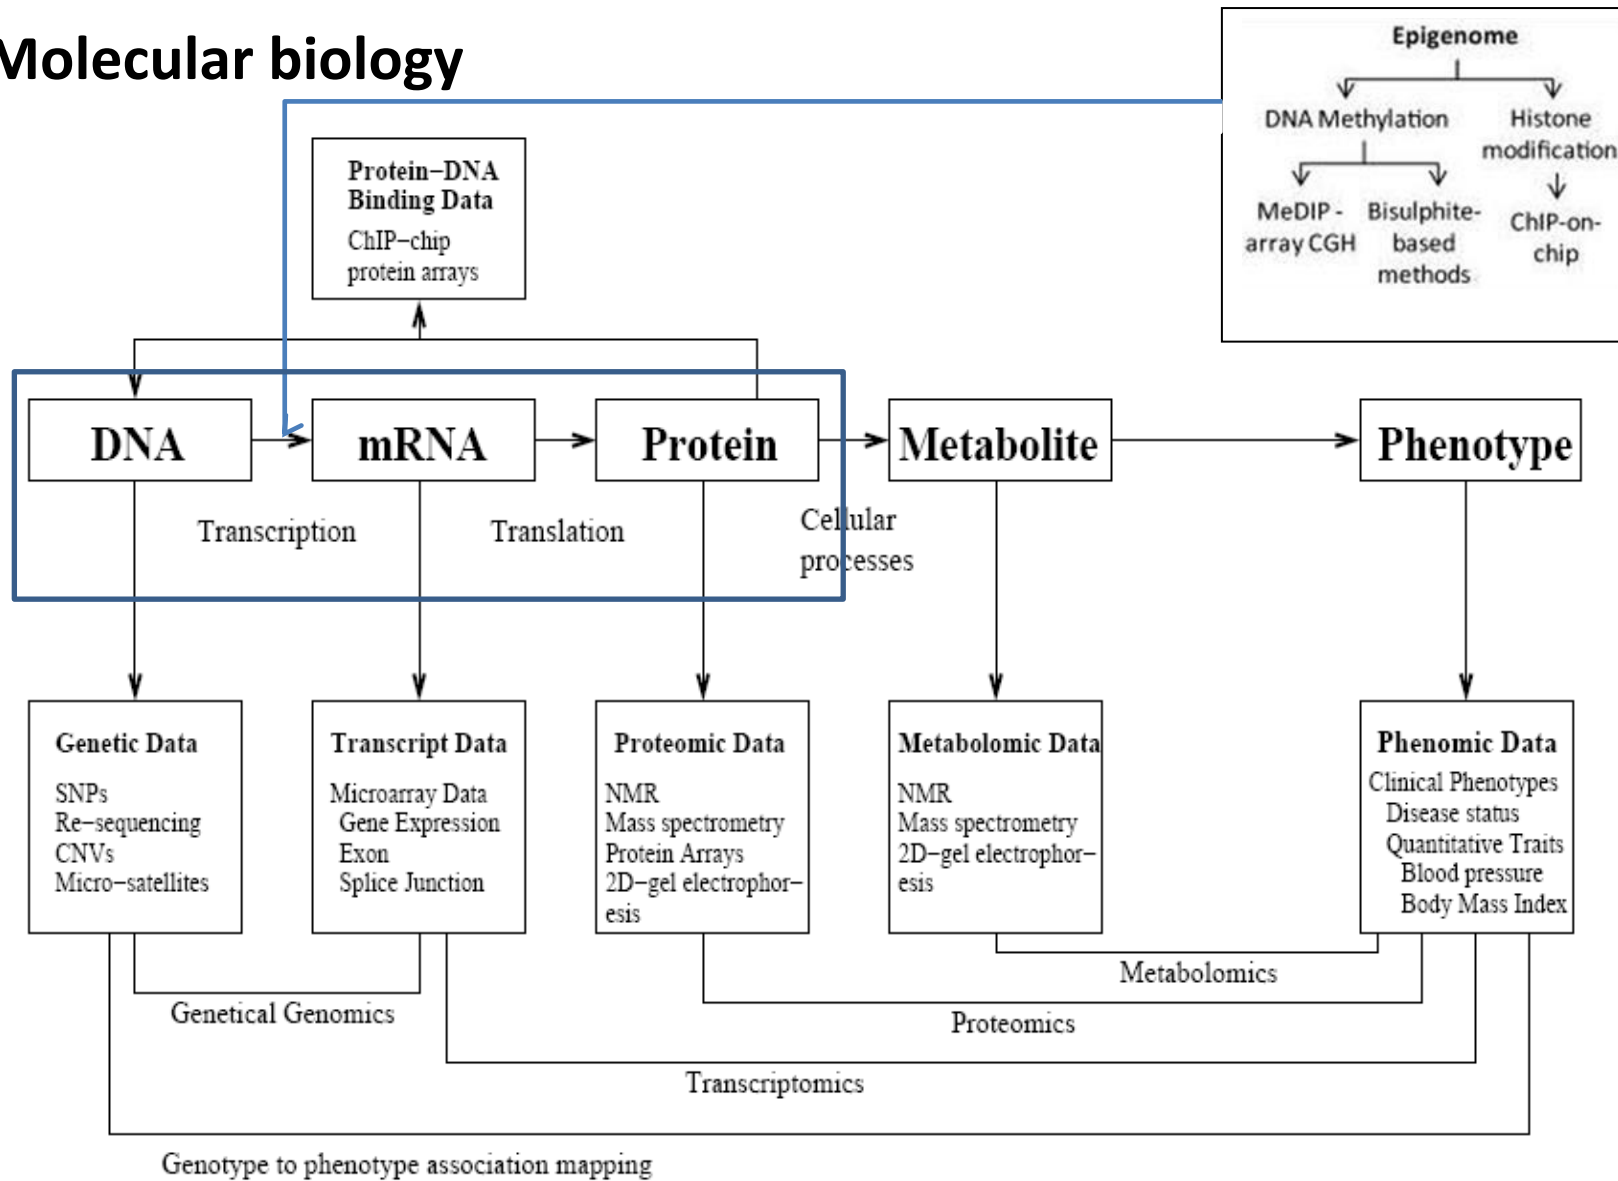 Molecular biology
Epigenome
DNA Methylation
Histone
modification
MeDIP -
array CGH
Bisulphite-
based
methods
ChIP-on-
chip
Protein−DNA
Binding Data
ChIP−chip
protein arrays
DNA
mRNA
Protein
Metabolite
Phenotype
Transcription
Translation
Cellular
processes
Genetic Data
SNPs
Re−sequencing
CNVs
Micro−satellites
Transcript Data
Microarray Data
Gene Expression
Exon
Splice Junction
Proteomic Data
NMR
Mass spectrometry
Protein Arrays
2D−gel electrophor−
esis
Metabolomic Data
NMR
Mass spectrometry
2D−gel electrophor−
esis
Phenomic Data
Clinical Phenotypes
Disease status
Quantitative Traits
Blood pressure
Body Mass Index
Metabolomics
Genetical Genomics
Proteomics
Transcriptomics
Genotype to phenotype association mapping